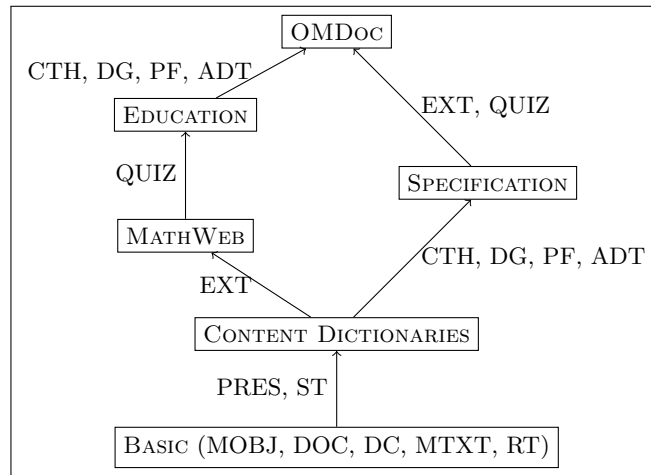 OMDoc
CTH, DG, PF, ADT
EXT, QUIZ
Education
QUIZ
Specification
MathWeb
CTH, DG, PF, ADT
EXT
Content Dictionaries
PRES, ST
Basic (MOBJ, DOC, DC, MTXT, RT)